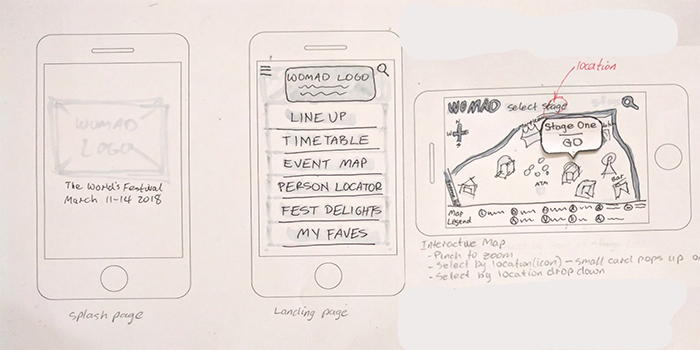 WOMAD
LOGO
The World's Festival
March 11-14 2018
Splash page
WOMAD LOGO
LINE UP
TIMETABLE
EVENT MAP
PERSON LOCATOR
FEST DELIGHTS
MY FAVES
Landing page
location
WOMAD select stage
Stage One
GO
ATM
Bar
Map
Legend
Interactive Map
- Pinch to zoom
- Select by location (icon) - small card pops up
- Select by location drop down